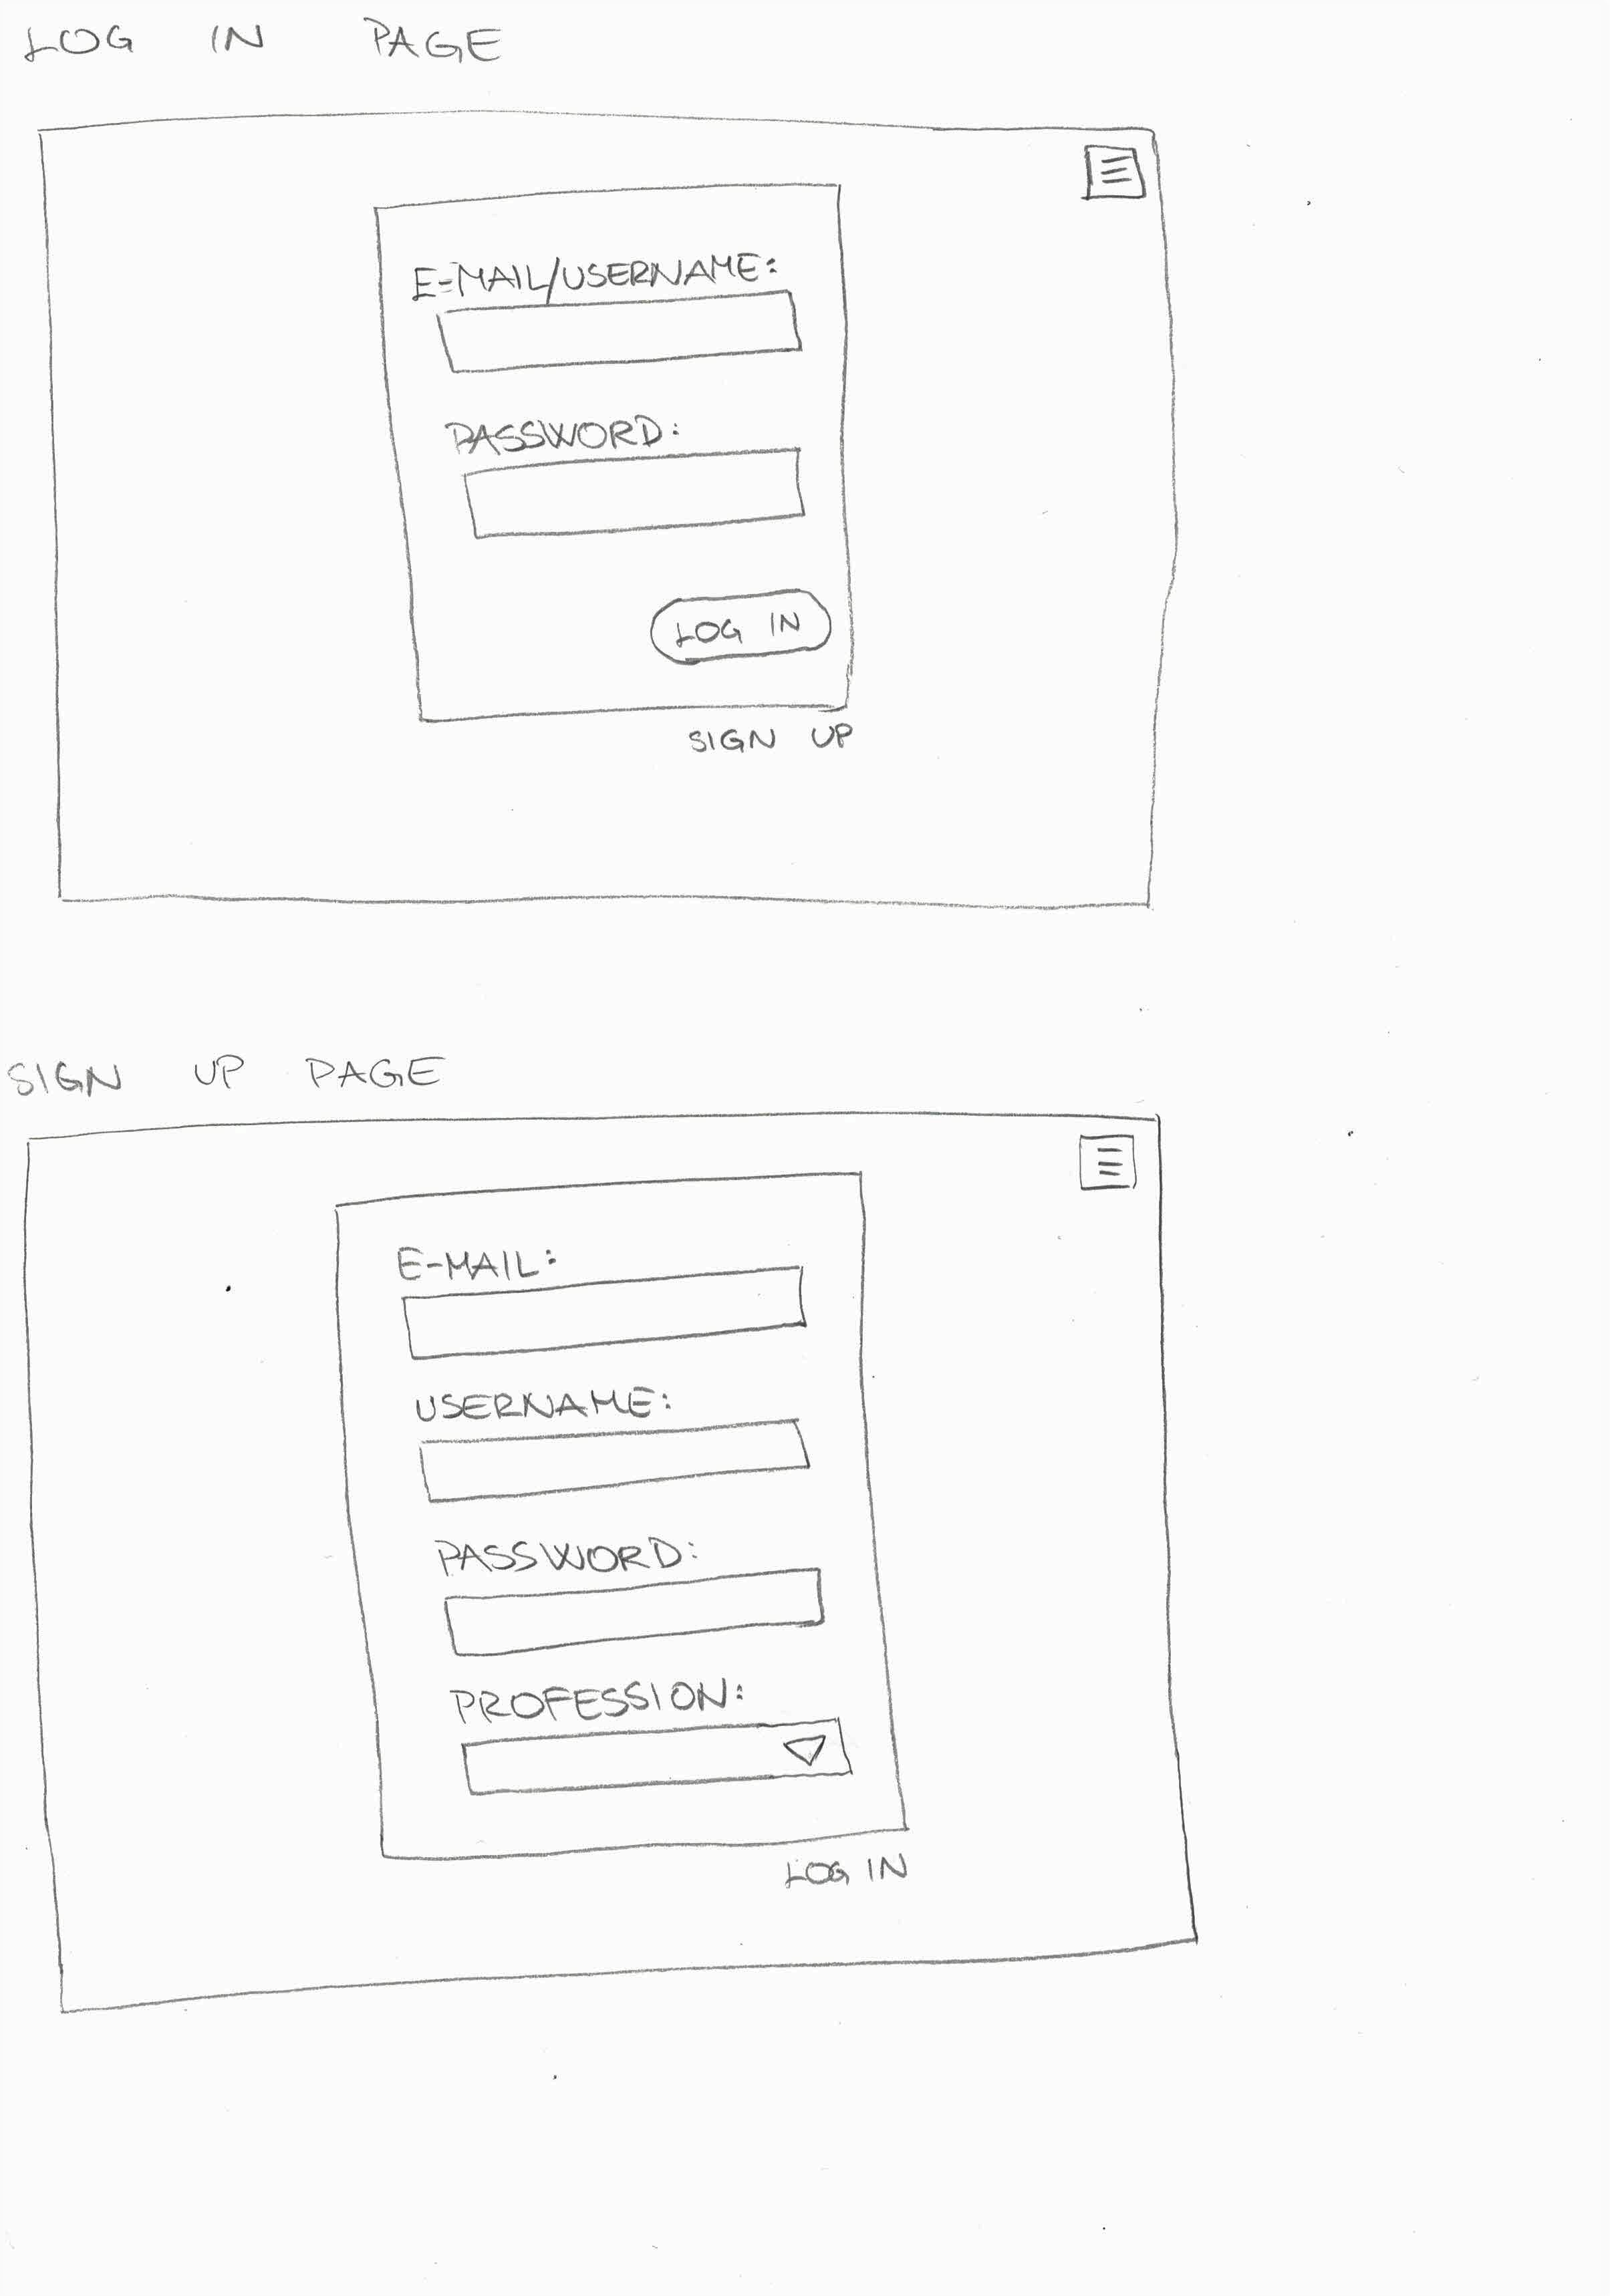 LOG IN PAGE
E-MAIL/USERNAME:
PASSWORD:
LOG IN
SIGN UP
SIGN UP PAGE
E-MAIL:
USERNAME:
PASSWORD:
PROFESSION:
LOG IN